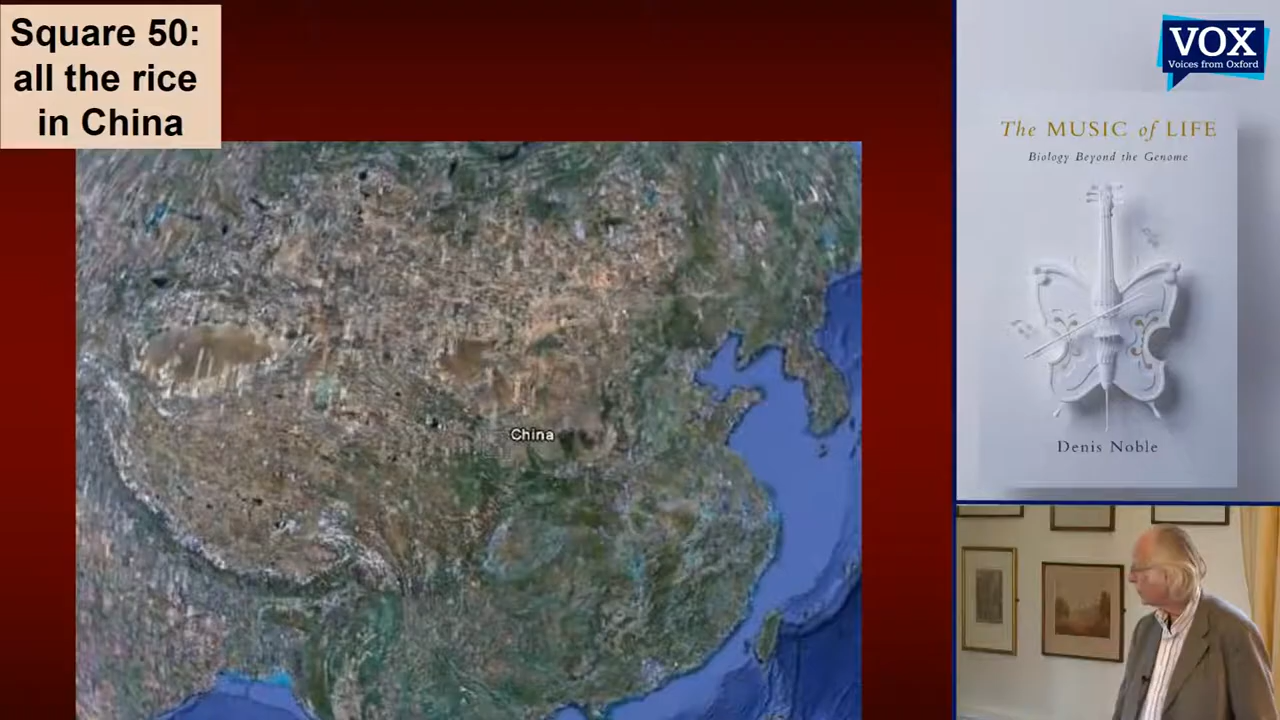 Square 50:
all the rice
in China
China
VOX
Voices from Oxford
The MUSIC of LIFE
Biology Beyond the Genome
Denis Noble